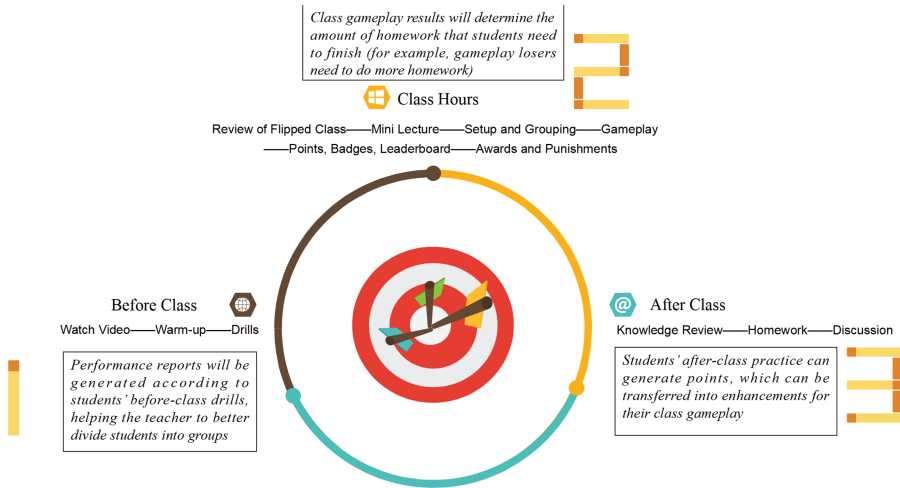 Class gameplay results will determine the
amount of homework that students need
to finish (for example, gameplay losers
need to do more homework)
2
Class Hours
Review of Flipped Class——Mini Lecture——Setup and Grouping——Gameplay
——Points, Badges, Leaderboard——Awards and Punishments
Before Class
Watch Video——Warm-up——Drills
1
Performance reports will be
generated according to
students' before-class drills,
helping the teacher to better
divide students into groups
@ After Class
Knowledge Review——Homework——Discussion
Students' after-class practice can
generate points, which can be
transferred into enhancements for
their class gameplay
3